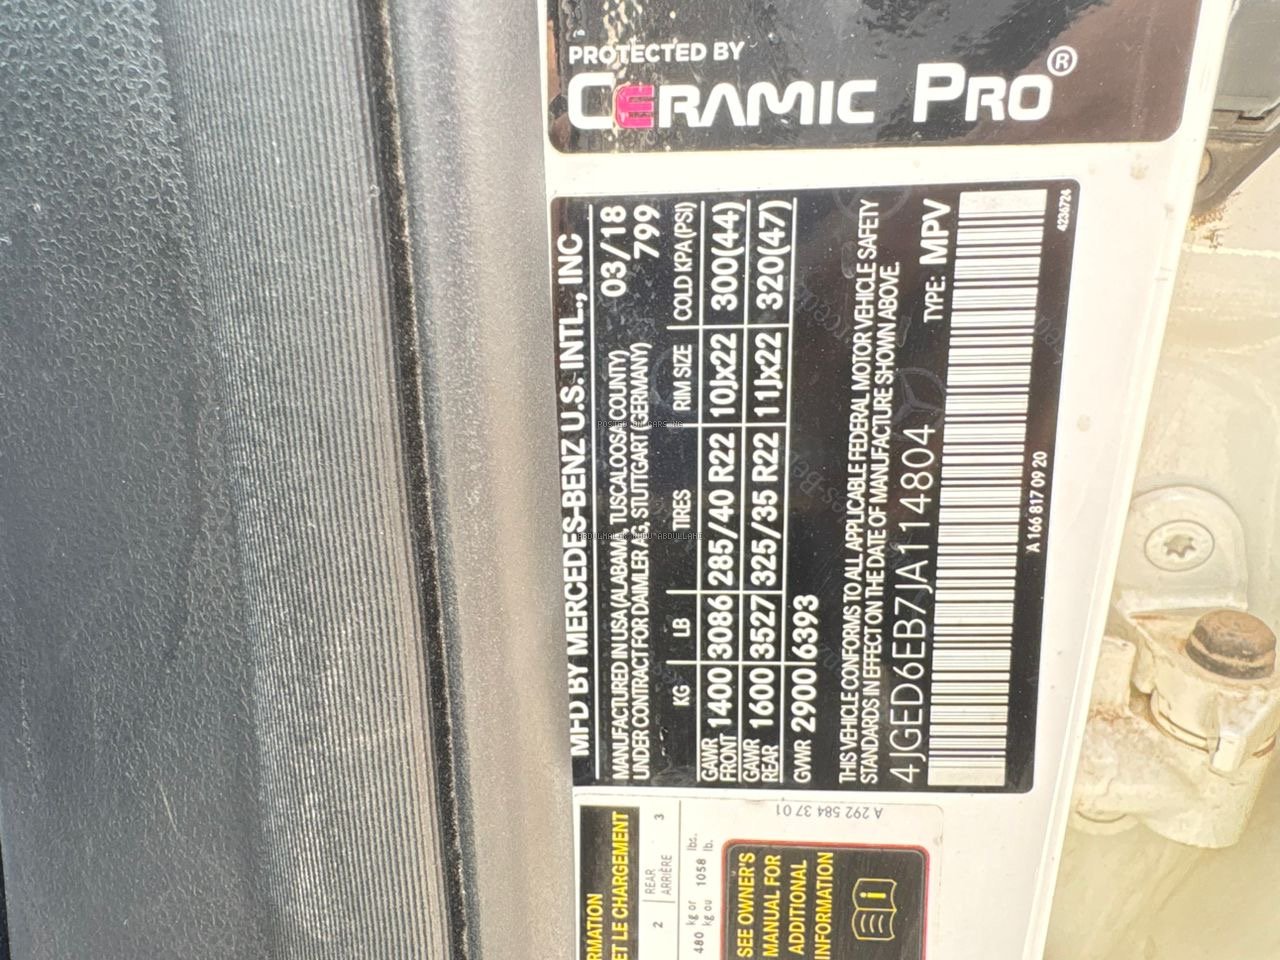 PROTECTED BY
CERAMIC PRO®
MFD BY MERCEDES-BENZ U.S. INTL., INC
MANUFACTURED IN USA (ALABAMA, TUSCALOOSA COUNTY) 03/18
UNDER CONTRACT FOR DAIMLER AG, STUTTGART (GERMANY) 799
KG LB TIRES RIM SIZE COLD KPA (PSI)
GAWR FRONT 1400 3086 285/40 R22 10Jx22 300(44)
GAWR REAR 1600 3527 325/35 R22 11Jx22 320(47)
GVWR 2900 6393
THIS VEHICLE CONFORMS TO ALL APPLICABLE FEDERAL MOTOR VEHICLE SAFETY
STANDARDS IN EFFECT ON THE DATE OF MANUFACTURE SHOWN ABOVE.
4JGED6EB7JA114804 TYPE: MPV
A 166 817 09 20
4236724
POSTED ON CARS.NG
A 292 584 37 01
RMATION
ET LE CHARGEMENT
2 REAR ARRIÈRE 3
480 kg or kg ou 1058 lbs. lb.
SEE OWNER'S
MANUAL FOR
ADDITIONAL
INFORMATION